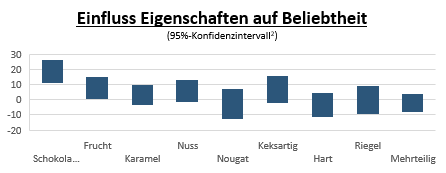 Einfluss Eigenschaften auf Beliebtheit
(95%-Konfidenzintervall²)
30
20
10
0
-10
-20
Frucht Nuss Keksartig Riegel
Schokola... Karamel Nougat Hart Mehrteilig